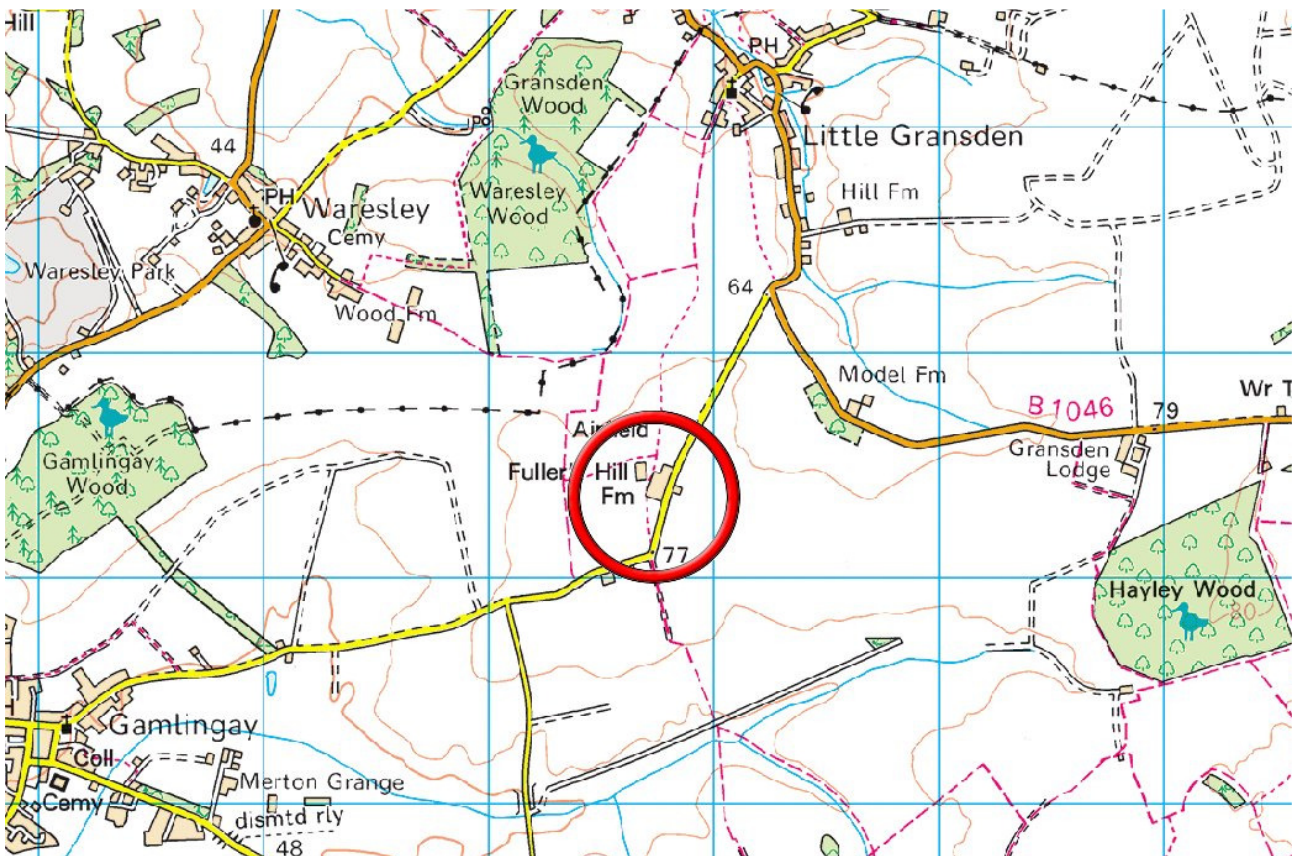 Hill
PH
Gransden
Wood
Little Gransden
44
PH
Waresley
Cemy
Waresley
Wood
Hill Fm
Waresley Park
Wood Fm
64
Model Fm
B 1046
79
Wr T
Gransden
Lodge
Airfield
Fuller
Hill
Fm
Gamlingay
Wood
77
Hayley Wood
80
Gamlingay
Coll
Cemy
Merton Grange
dismtd rly
48